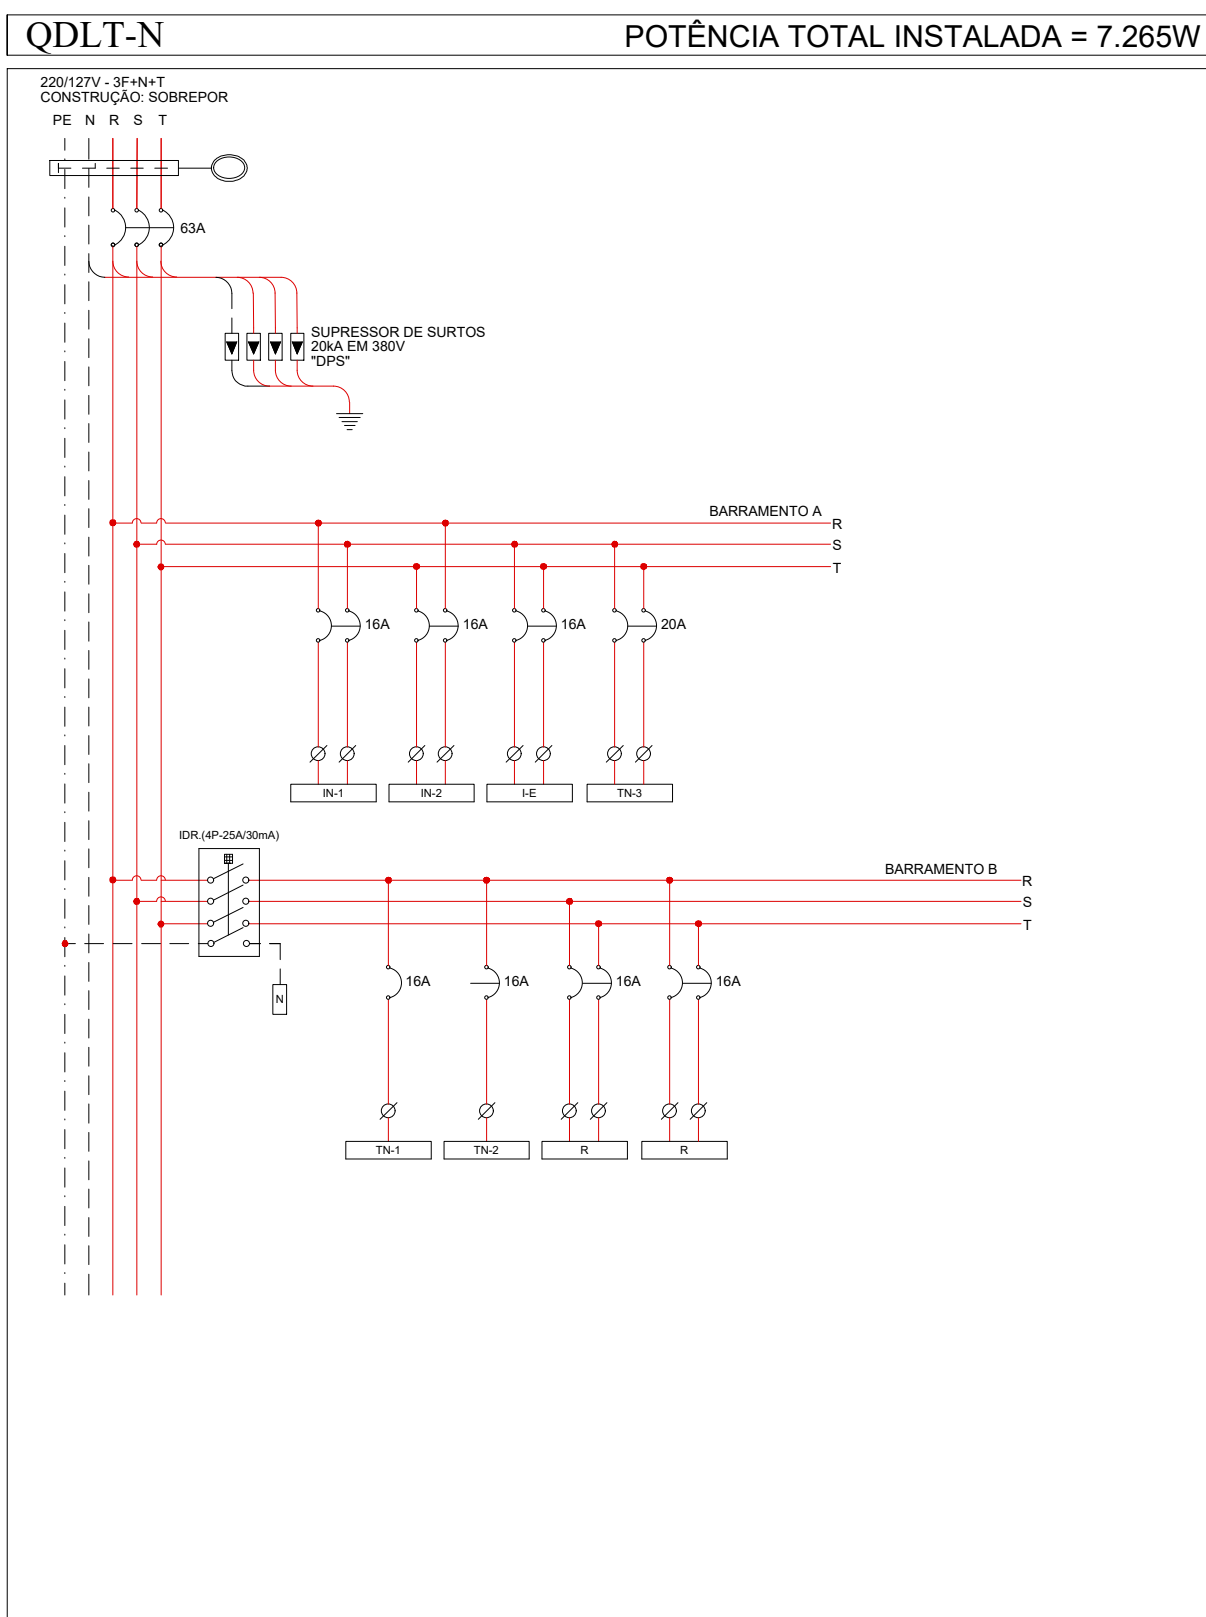 QDLT-N
POTÊNCIA TOTAL INSTALADA = 7.265W
220/127V - 3F+N+T
CONSTRUÇÃO: SOBREPOR
PE N R S T
63A
SUPRESSOR DE SURTOS
20kA EM 380V
"DPS"
BARRAMENTO A
R
S
T
16A 16A 16A 20A
IN-1 IN-2 I-E TN-3
IDR.(4P-25A/30mA)
BARRAMENTO B
R
S
T
16A 16A 16A 16A
N
TN-1 TN-2 R R